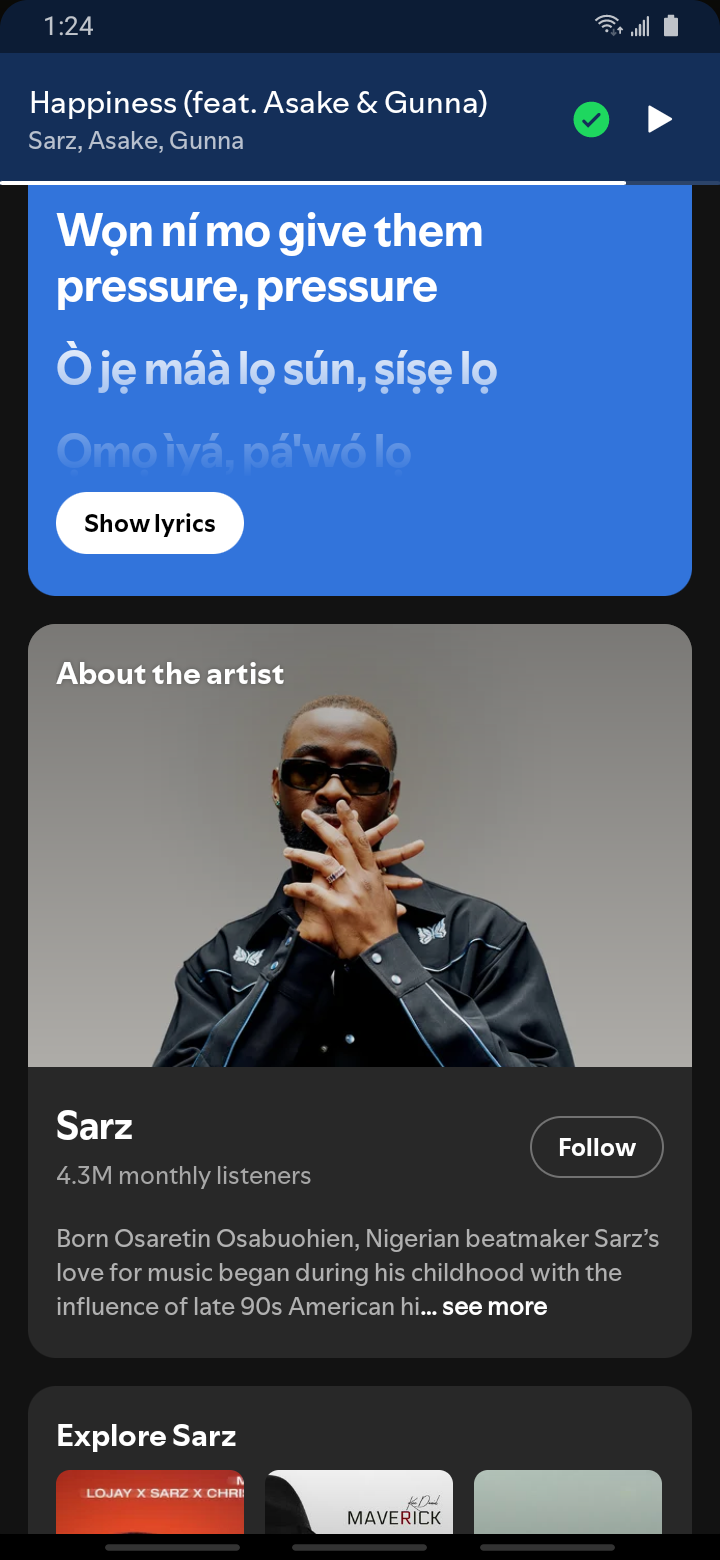 1:24
Happiness (feat. Asake & Gunna)
Sarz, Asake, Gunna
Wọn ní mo give them
pressure, pressure
Ò jẹ máà lọ sún, ṣíṣẹ lọ
Ọmọ ìyá, pá'wó lọ
Show lyrics
About the artist
Sarz
Follow
4.3M monthly listeners
Born Osaretin Osabuohien, Nigerian beatmaker Sarz’s
love for music began during his childhood with the
influence of late 90s American hi... see more
Explore Sarz
LOJAY X SARZ X CHRI
MAVERICK